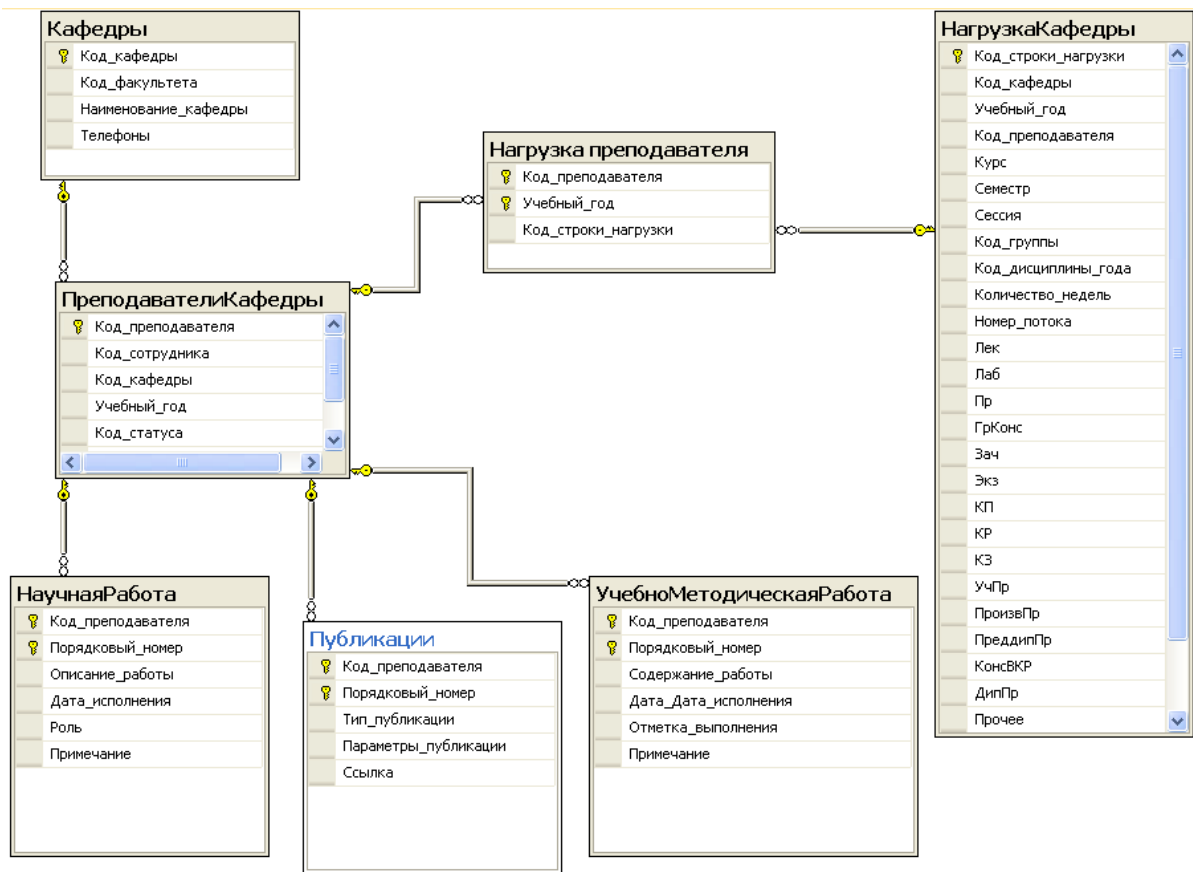 Кафедры
Код_кафедры
Код_факультета
Наименование_кафедры
Телефоны
НагрузкаКафедры
Код_строки_нагрузки
Код_кафедры
Учебный_год
Код_преподавателя
Курс
Семестр
Сессия
Код_группы
Код_дисциплины_года
Количество_недель
Номер_потока
Лек
Лаб
Пр
ГрКонс
Зач
Экз
КП
КР
КЗ
УчПр
ПроизвПр
ПреддипПр
КонсВКР
ДипПр
Прочее
Нагрузка преподавателя
Код_преподавателя
Учебный_год
Код_строки_нагрузки
ПреподавателиКафедры
Код_преподавателя
Код_сотрудника
Код_кафедры
Учебный_год
Код_статуса
НаучнаяРабота
Код_преподавателя
Порядковый_номер
Описание_работы
Дата_исполнения
Роль
Примечание
Публикации
Код_преподавателя
Порядковый_номер
Тип_публикации
Параметры_публикации
Ссылка
УчебноМетодическаяРабота
Код_преподавателя
Порядковый_номер
Содержание_работы
Дата_Дата_исполнения
Отметка_выполнения
Примечание